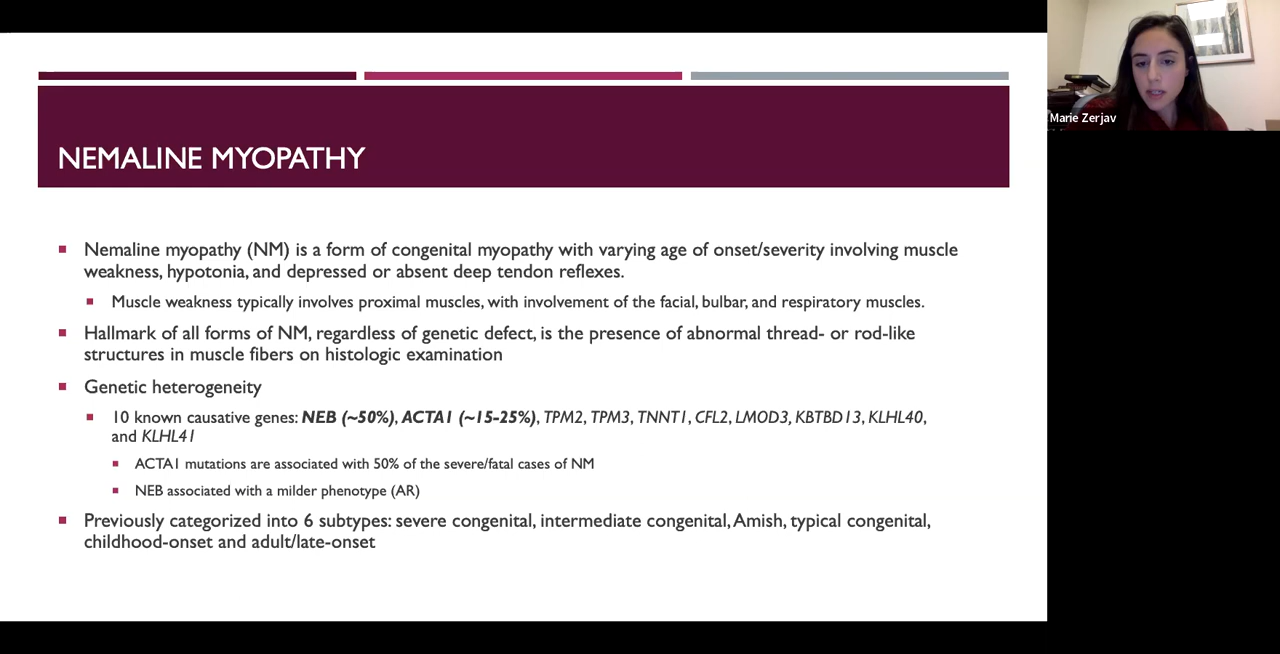 NEMALINE MYOPATHY
Nemaline myopathy (NM) is a form of congenital myopathy with varying age of onset/severity involving muscle
weakness, hypotonia, and depressed or absent deep tendon reflexes.
Muscle weakness typically involves proximal muscles, with involvement of the facial, bulbar, and respiratory muscles.
Hallmark of all forms of NM, regardless of genetic defect, is the presence of abnormal thread- or rod-like
structures in muscle fibers on histologic examination
Genetic heterogeneity
10 known causative genes: NEB (~50%), ACTA1 (~15-25%), TPM2, TPM3, TNNT1, CFL2, LMOD3, KBTBD13, KLHL40,
and KLHL41
ACTA1 mutations are associated with 50% of the severe/fatal cases of NM
NEB associated with a milder phenotype (AR)
Previously categorized into 6 subtypes: severe congenital, intermediate congenital, Amish, typical congenital,
childhood-onset and adult/late-onset
Marie Zerjav